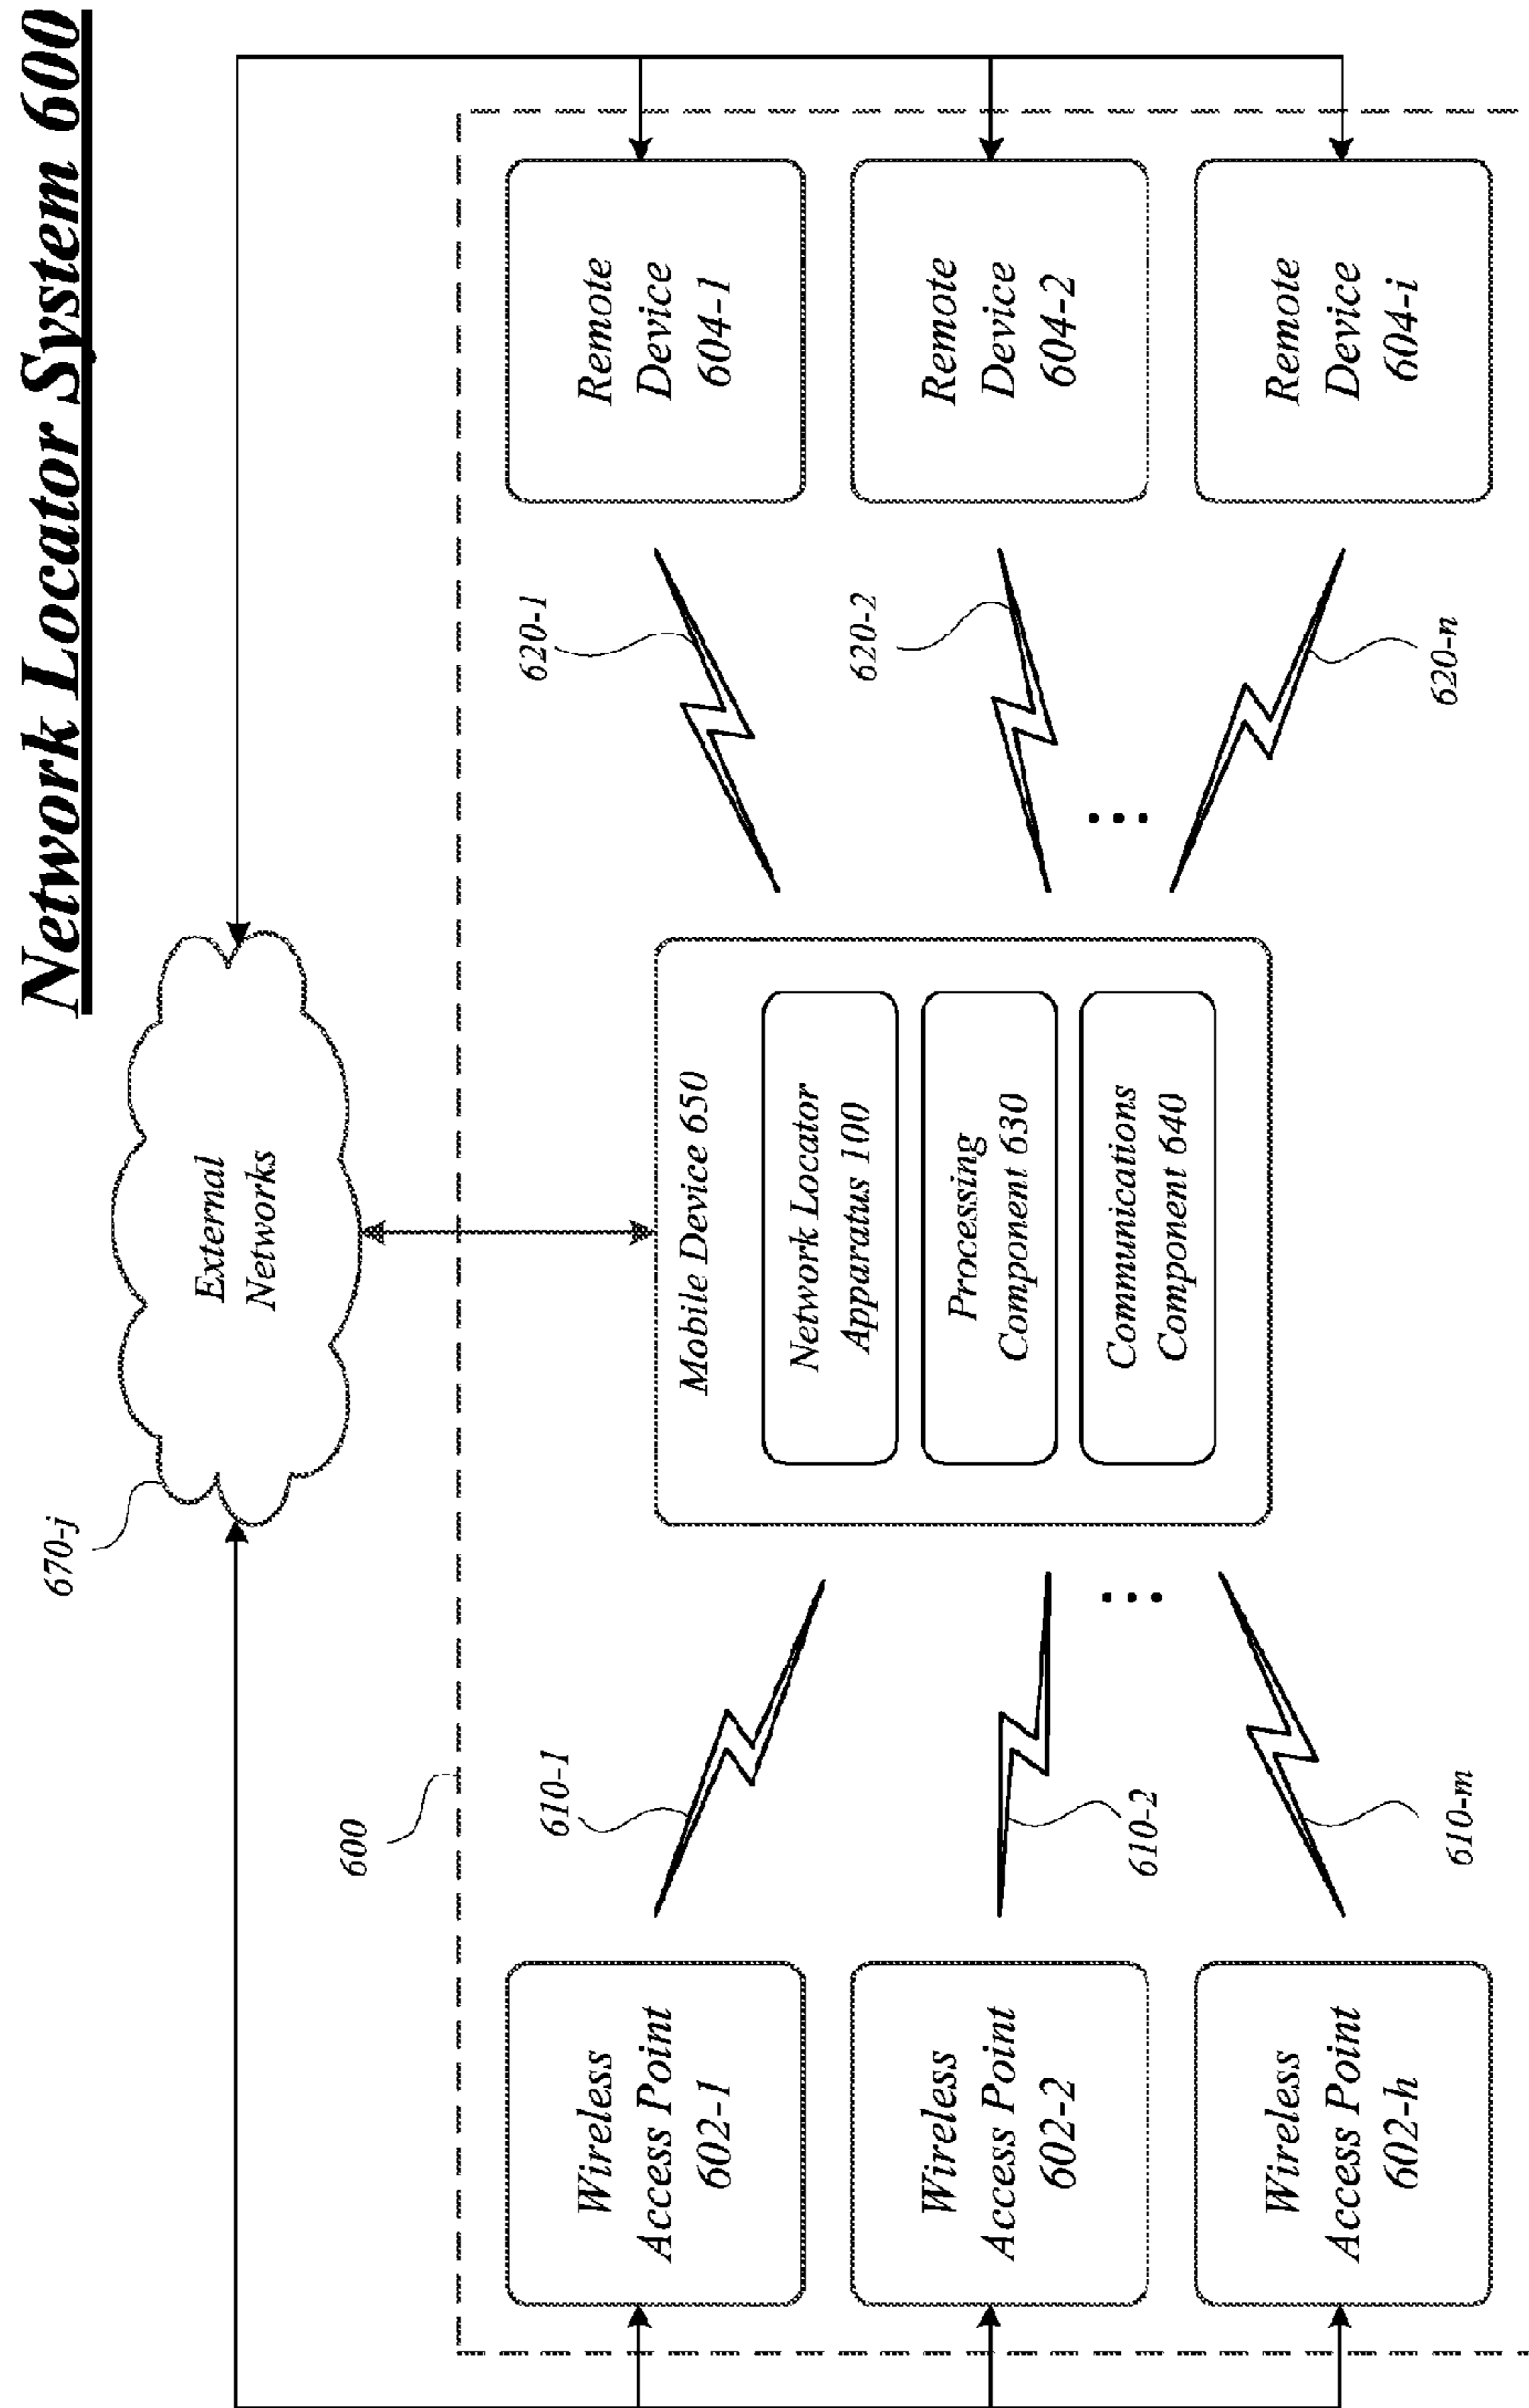 Network Locator System 600
670-j
External
Networks
600
Wireless
Access Point
602-1
610-1
Mobile Device 650
Network Locator
Apparatus 100
Processing
Component 630
Communications
Component 640
620-1
Remote
Device
604-1
Wireless
Access Point
602-2
610-2
...
...
620-2
Remote
Device
604-2
Wireless
Access Point
602-h
610-m
620-n
Remote
Device
604-i